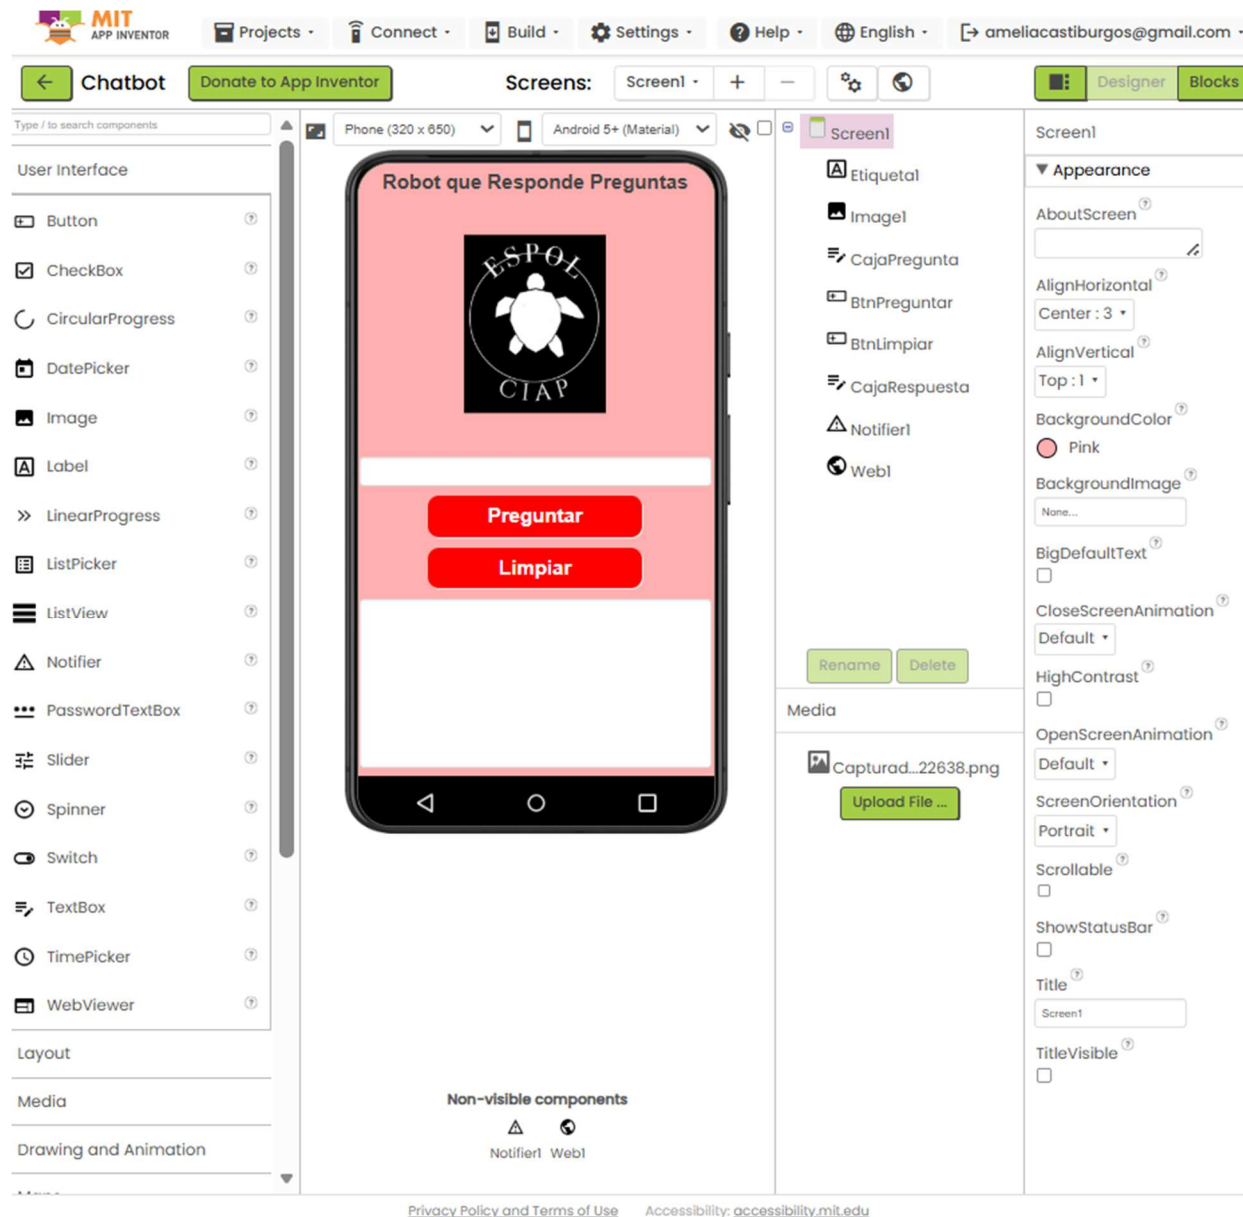 MIT
APP INVENTOR
Projects
Connect
Build
Settings
Help
English
ameliacastiburgos@gmail.com
Chatbot
Donate to App Inventor
Screens:
Screen1
+
−
Designer
Blocks
Type / to search components
User Interface
Button
CheckBox
CircularProgress
DatePicker
Image
Label
LinearProgress
ListPicker
ListView
Notifier
PasswordTextBox
Slider
Spinner
Switch
TextBox
TimePicker
WebViewer
Layout
Media
Drawing and Animation
Phone (320 x 650)
Android 5+ (Material)
Robot que Responde Preguntas
ESPOL
CIAP
Preguntar
Limpiar
Non-visible components
Notifier1 Web1
Screen1
Etiqueta1
Image1
CajaPregunta
BtnPreguntar
BtnLimpiar
CajaRespuesta
Notifier1
Web1
Rename
Delete
Media
Capturad...22638.png
Upload File ...
Screen1
Appearance
AboutScreen
AlignHorizontal
Center : 3
AlignVertical
Top : 1
BackgroundColor
Pink
BackgroundImage
None...
BigDefaultText
CloseScreenAnimation
Default
HighContrast
OpenScreenAnimation
Default
ScreenOrientation
Portrait
Scrollable
ShowStatusBar
Title
Screen1
TitleVisible
Privacy Policy and Terms of Use
Accessibility: accessibility.mit.edu